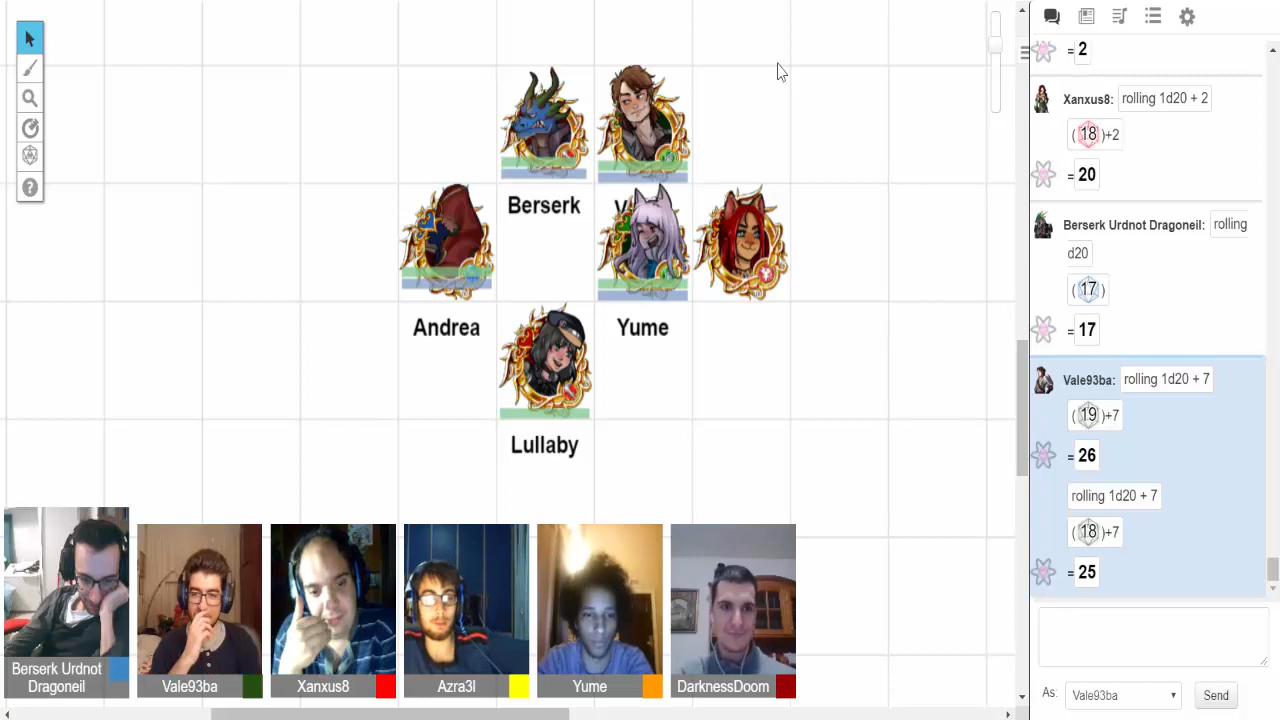 Berserk
Andrea
Yume
Lullaby
Berserk Urdnot
Dragoneil
Vale93ba
Xanxus8
Azra3l
Yume
DarknessDoom
= 2
Xanxus8: rolling 1d20 + 2
(18)+2
= 20
Berserk Urdnot Dragoneil: rolling
d20
(17)
= 17
Vale93ba: rolling 1d20 + 7
(19)+7
= 26
rolling 1d20 + 7
(18)+7
= 25
As: Vale93ba Send